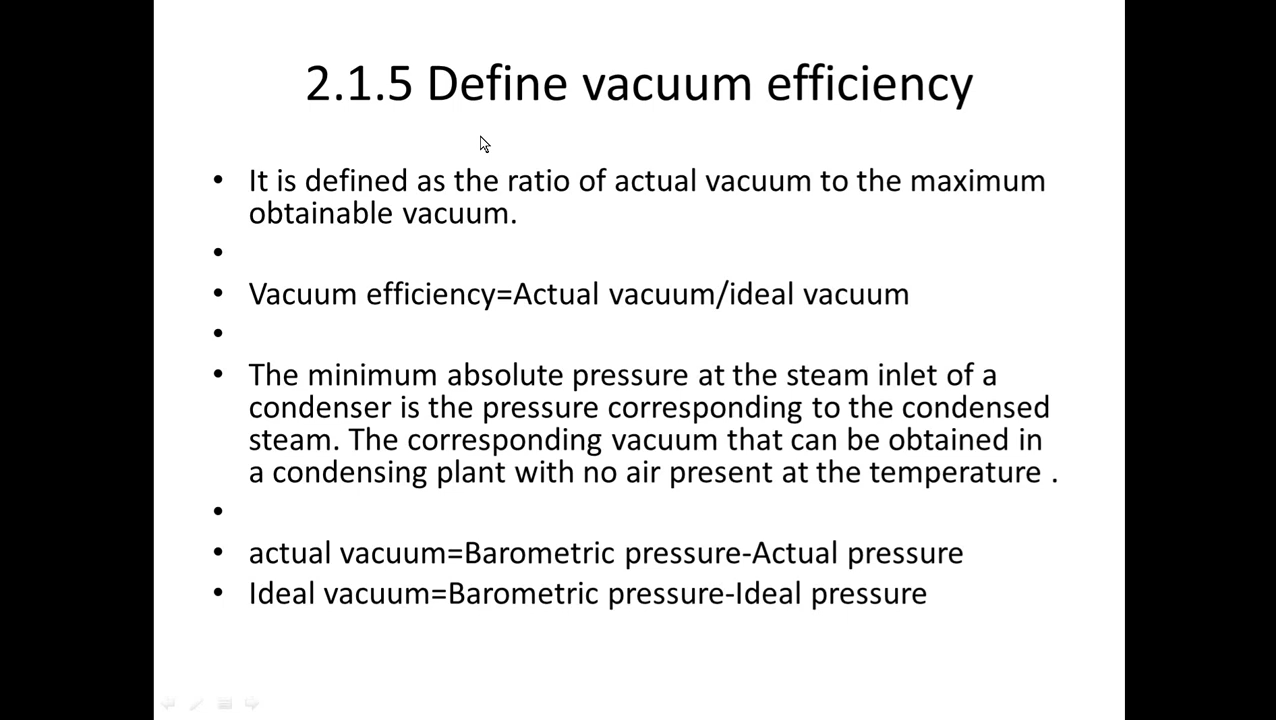 2.1.5 Define vacuum efficiency
• It is defined as the ratio of actual vacuum to the maximum
obtainable vacuum.
•
• Vacuum efficiency=Actual vacuum/ideal vacuum
•
• The minimum absolute pressure at the steam inlet of a
condenser is the pressure corresponding to the condensed
steam. The corresponding vacuum that can be obtained in
a condensing plant with no air present at the temperature .
•
• actual vacuum=Barometric pressure-Actual pressure
• Ideal vacuum=Barometric pressure-Ideal pressure